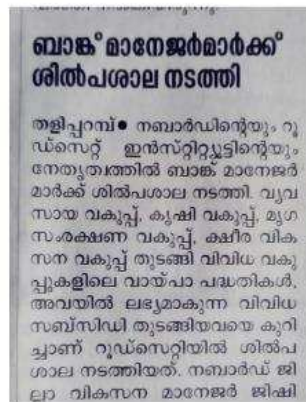 ബാങ്ക് മാനേജർമാർക്ക്
ശിൽപശാല നടത്തി
തളിപ്പറമ്പ് ● നബാർഡിന്റെയും റു
ഡ്സെറ്റ് ഇൻസ്റ്റിറ്റ്യൂട്ടിന്റെയും
നേതൃത്വത്തിൽ ബാങ്ക് മാനേജർ
മാർക്ക് ശിൽപശാല നടത്തി. വ്യവ
സായ വകുപ്പ്, കൃഷി വകുപ്പ്, മൃഗ
സംരക്ഷണ വകുപ്പ്, ക്ഷീര വിക
സന വകുപ്പ് തുടങ്ങി വിവിധ വകു
പ്പുകളിലെ വായ്പാ പദ്ധതികൾ,
അവയിൽ ലഭ്യമാകുന്ന വിവിധ
സബ്സിഡി തുടങ്ങിയവയെ കുറി
ച്ചാണ് റൂഡ്സെറ്റിയിൽ ശിൽപ
ശാല നടത്തിയത്. നബാർഡ് ജി
ല്ലാ വികസന മാനേജർ ജിഷി